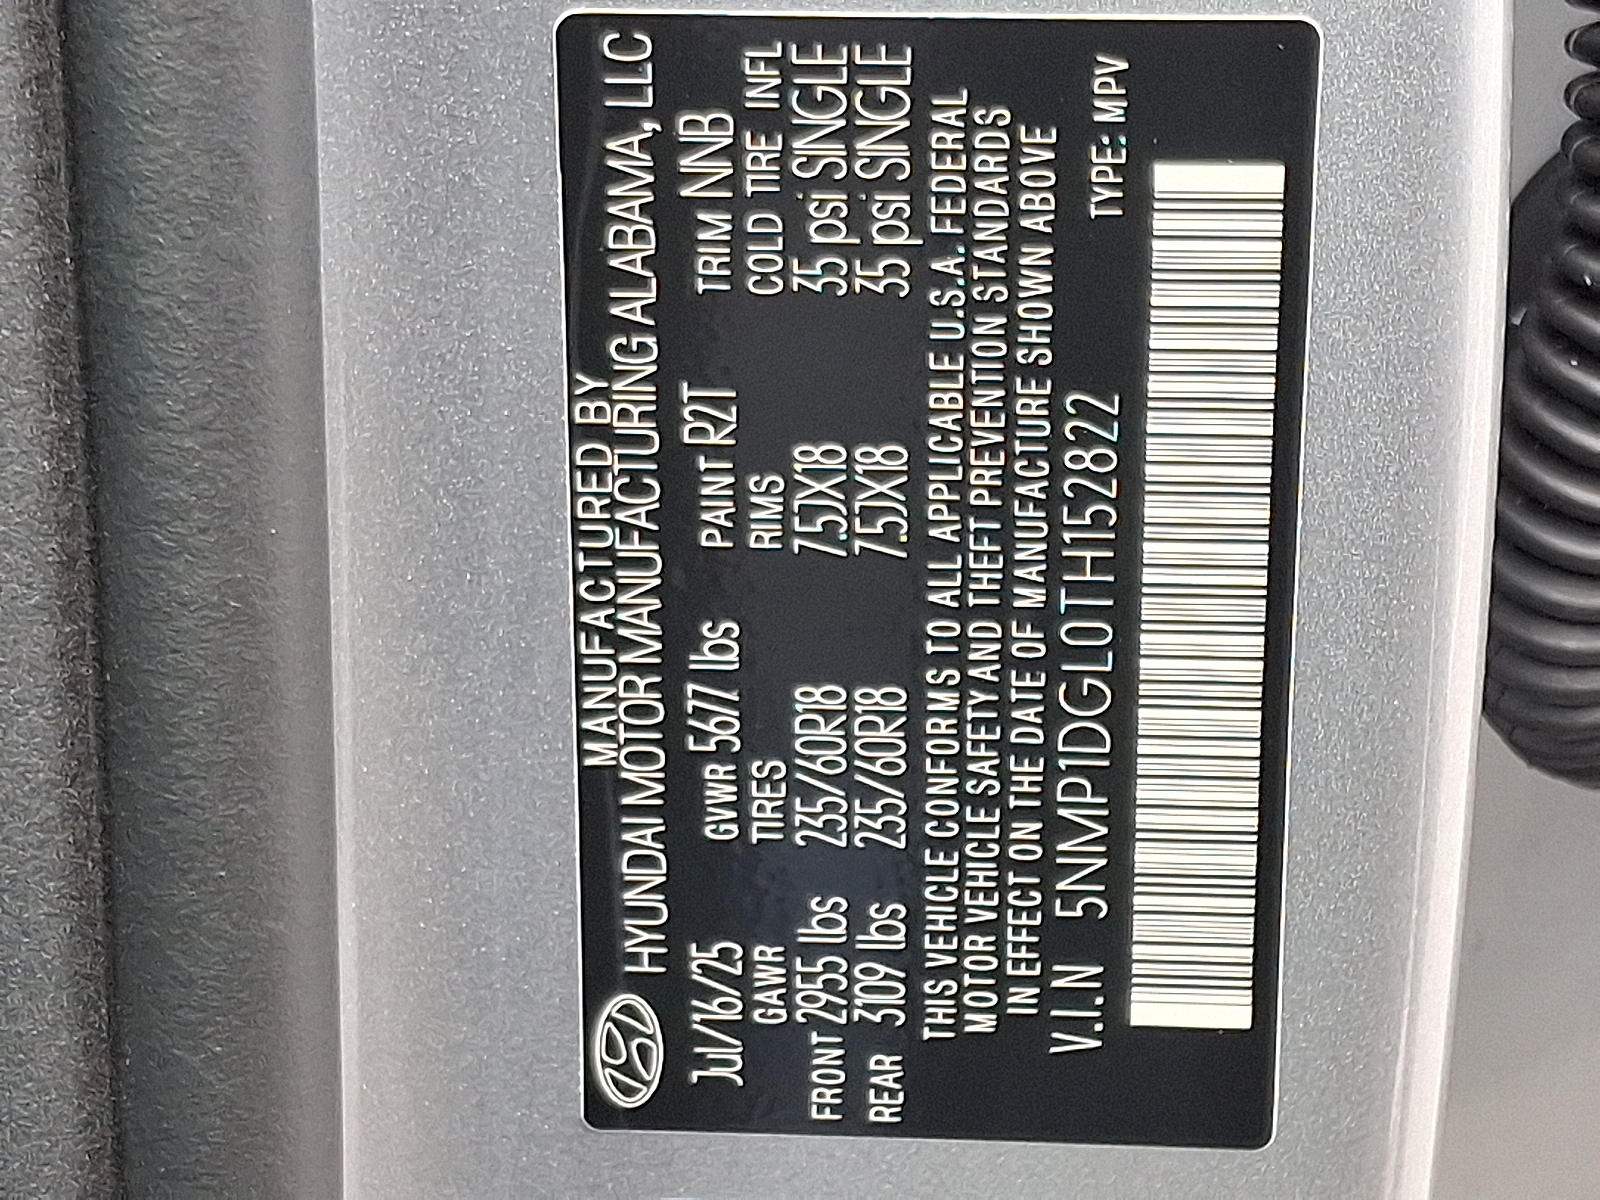 MANUFACTURED BY
HYUNDAI MOTOR MANUFACTURING ALABAMA, LLC
Jul/16/25 GVWR 5677 lbs PAINT R2T TRIM NNB
GAWR TIRES RIMS COLD TIRE INFL
FRONT 2955 lbs 235/60R18 7.5JX18 35 psi SINGLE
REAR 3109 lbs 235/60R18 7.5JX18 35 psi SINGLE
THIS VEHICLE CONFORMS TO ALL APPLICABLE U.S.A. FEDERAL
MOTOR VEHICLE SAFETY AND THEFT PREVENTION STANDARDS
IN EFFECT ON THE DATE OF MANUFACTURE SHOWN ABOVE
V.I.N 5NMP1DGL0TH152822 TYPE: MPV